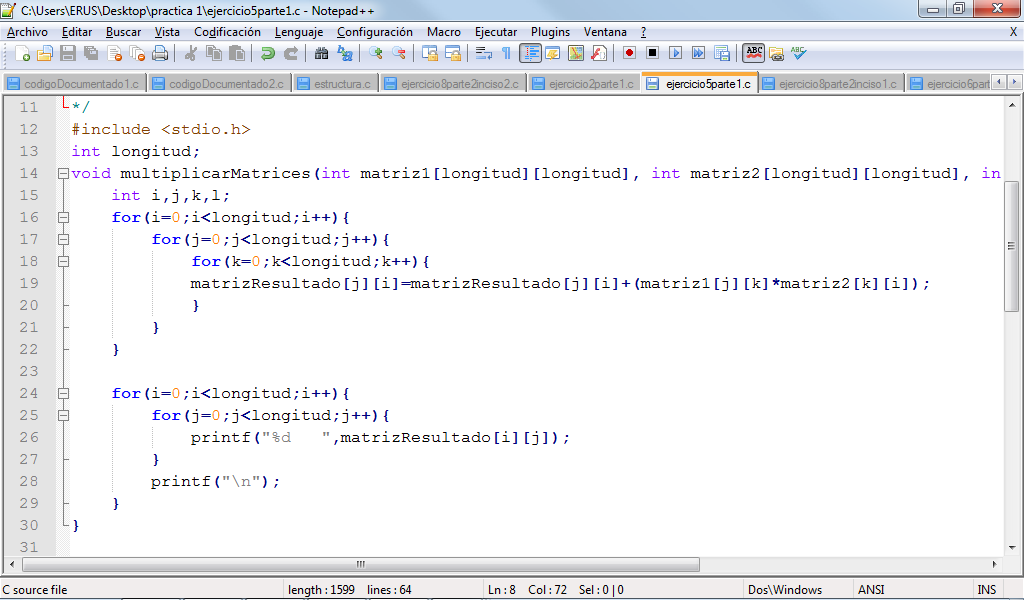 C:\Users\ERUS\Desktop\practica 1\ejercicio5parte1.c - Notepad++
Archivo Editar Buscar Vista Codificación Lenguaje Configuración Macro Ejecutar Plugins Ventana ? X
ABC ABC
codigoDocumentado1.c codigoDocumentado2.c estructura.c ejercicio8parte2inciso2.c ejercicio2parte1.c ejercicio5parte1.c ejercicio8parte2inciso1.c ejercicio6part
11 */
12 #include <stdio.h>
13 int longitud;
14 void multiplicarMatrices(int matriz1[longitud][longitud], int matriz2[longitud][longitud], in
15 int i,j,k,l;
16 for(i=0;i<longitud;i++){
17 for(j=0;j<longitud;j++){
18 for(k=0;k<longitud;k++){
19 matrizResultado[j][i]=matrizResultado[j][i]+(matriz1[j][k]*matriz2[k][i]);
20 }
21 }
22 }
23
24 for(i=0;i<longitud;i++){
25 for(j=0;j<longitud;j++){
26 printf("%d   ",matrizResultado[i][j]);
27 }
28 printf("\n");
29 }
30 }
31
C source file length : 1599 lines : 64 Ln : 8 Col : 72 Sel : 0 | 0 Dos\Windows ANSI INS